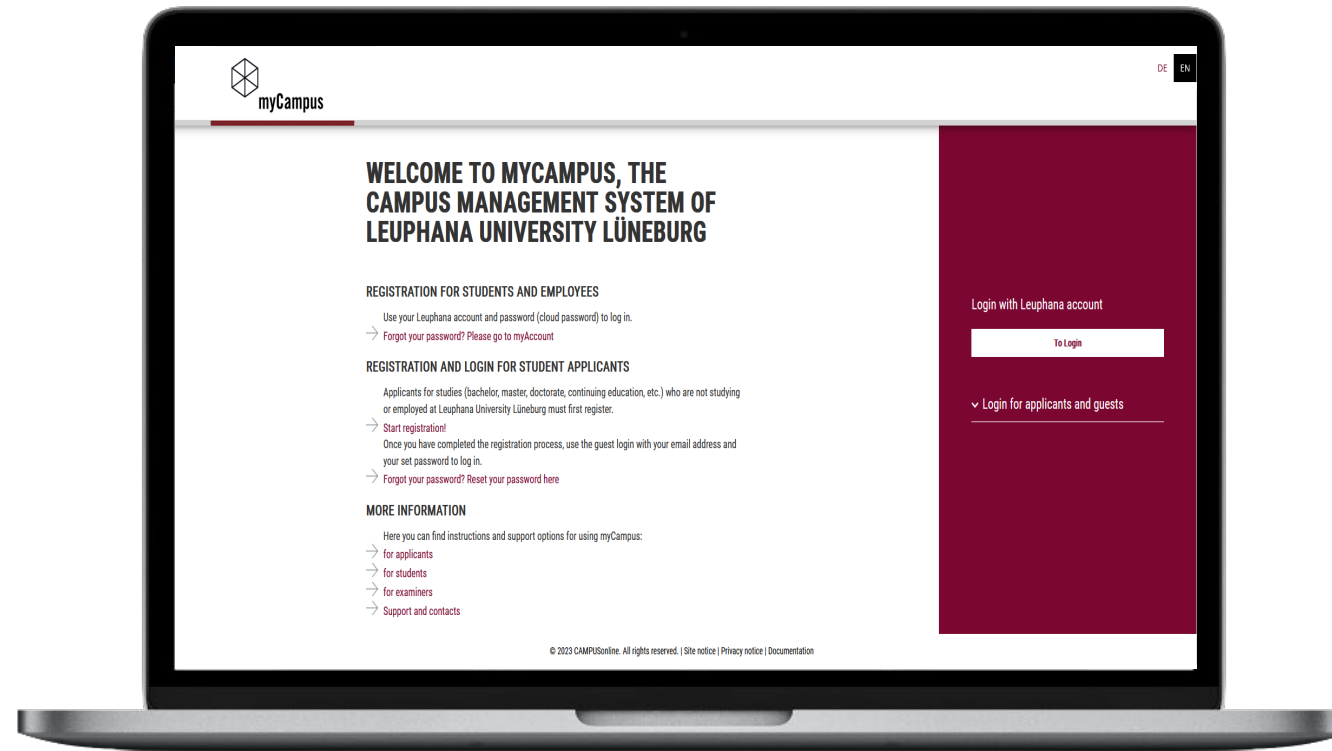 myCampus
DE EN
WELCOME TO MYCAMPUS, THE
CAMPUS MANAGEMENT SYSTEM OF
LEUPHANA UNIVERSITY LÜNEBURG
REGISTRATION FOR STUDENTS AND EMPLOYEES
Use your Leuphana account and password (cloud password) to log in.
Forgot your password? Please go to myAccount
REGISTRATION AND LOGIN FOR STUDENT APPLICANTS
Applicants for studies (bachelor, master, doctorate, continuing education, etc.) who are not studying
or employed at Leuphana University Lüneburg must first register.
Start registration!
Once you have completed the registration process, use the guest login with your email address and
your set password to log in.
Forgot your password? Reset your password here
MORE INFORMATION
Here you can find instructions and support options for using myCampus:
for applicants
for students
for examiners
Support and contacts
Login with Leuphana account
To Login
Login for applicants and guests
© 2023 CAMPUSonline. All rights reserved. | Site notice | Privacy notice | Documentation